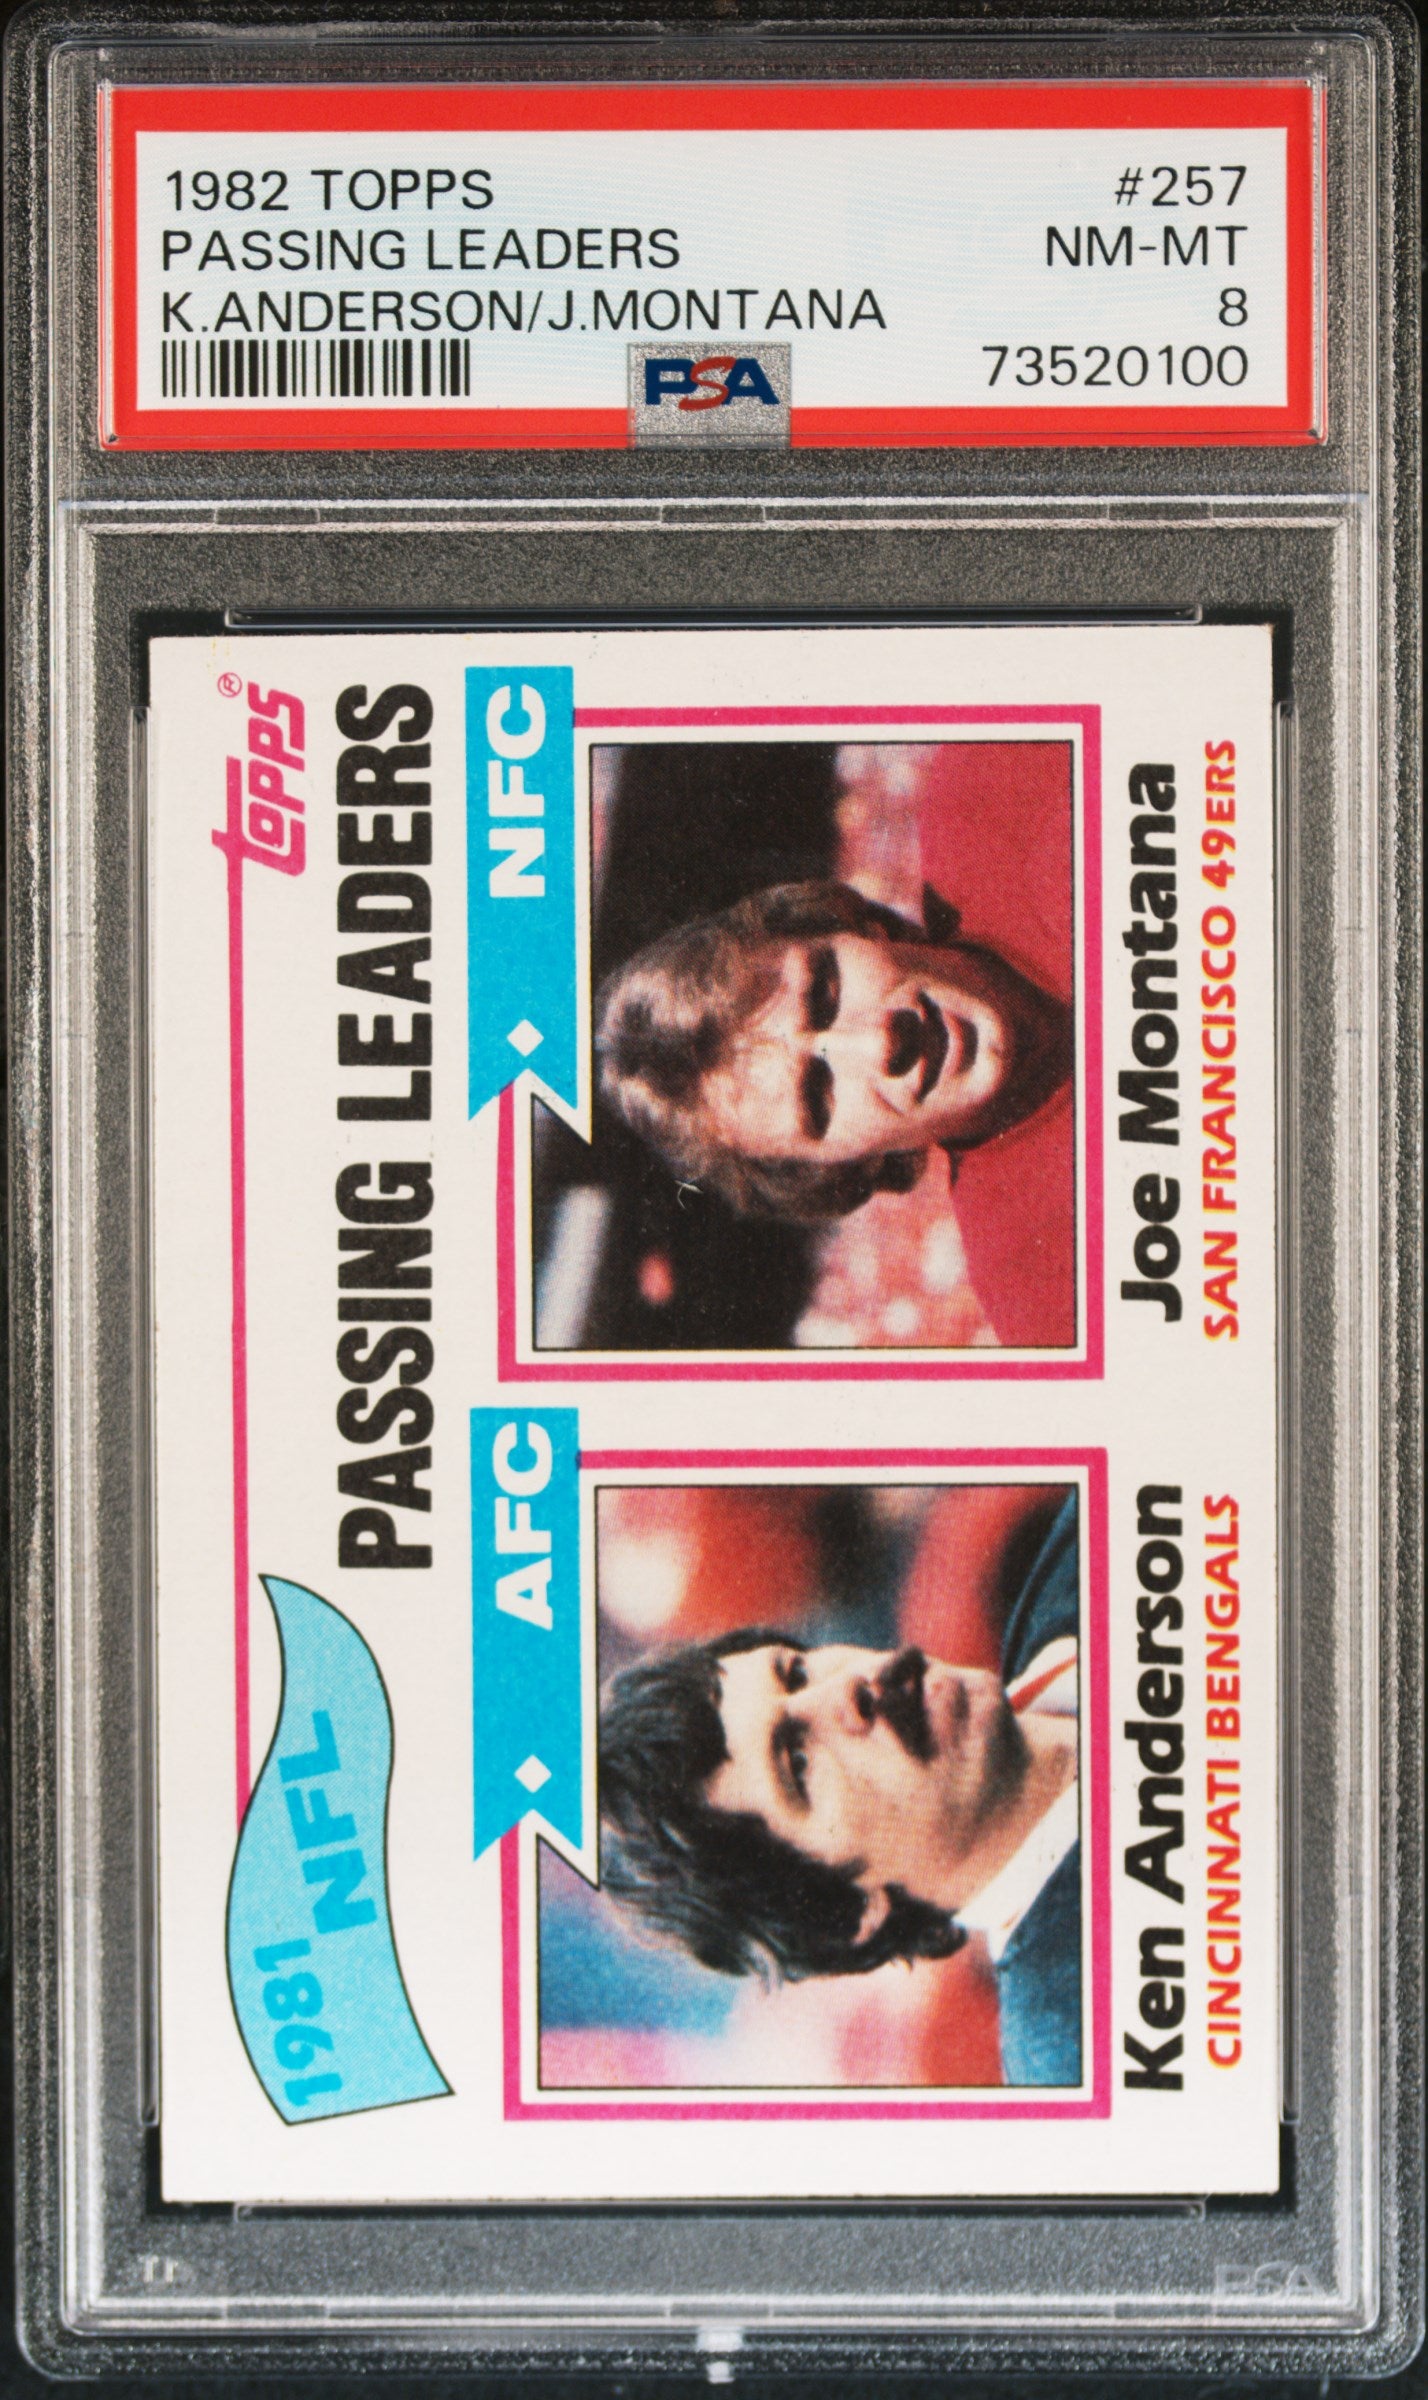 1982 TOPPS #257
PASSING LEADERS NM-MT
K.ANDERSON/J.MONTANA 8
73520100
PSA
1981 NFL
topps®
PASSING LEADERS
AFC
NFC
Ken Anderson
CINCINNATI BENGALS
Joe Montana
SAN FRANCISCO 49ERS
PSA